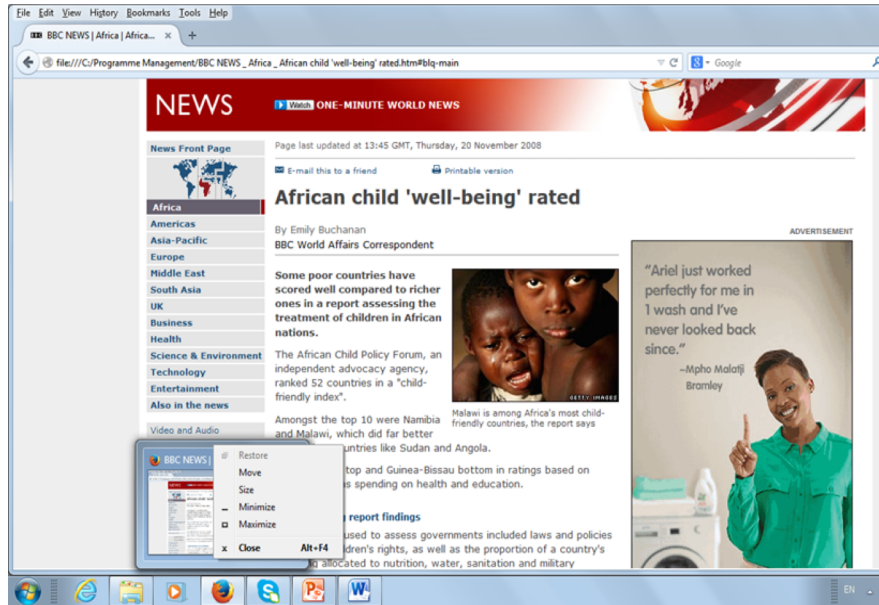 File Edit View History Bookmarks Tools Help
BBC NEWS | Africa | Africa... × +
file:///C:/Programme Management/BBC NEWS _ Africa _ African child 'well-being' rated.htm#blq-main
Google
NEWS
Watch ONE-MINUTE WORLD NEWS
News Front Page
Africa
Americas
Asia-Pacific
Europe
Middle East
South Asia
UK
Business
Health
Science & Environment
Technology
Entertainment
Also in the news
Video and Audio
Page last updated at 13:45 GMT, Thursday, 20 November 2008
E-mail this to a friend
Printable version
African child 'well-being' rated
By Emily Buchanan
BBC World Affairs Correspondent
Some poor countries have
scored well compared to richer
ones in a report assessing the
treatment of children in African
nations.
The African Child Policy Forum, an
independent advocacy agency,
ranked 52 countries in a "child-
friendly index".
Amongst the top 10 were Namibia
and Malawi, which did far better
countries like Sudan and Angola.
top and Guinea-Bissau bottom in ratings based on
spending on health and education.
report findings
used to assess governments included laws and policies
children's rights, as well as the proportion of a country's
allocated to nutrition, water, sanitation and military
GETTY IMAGES
Malawi is among Africa's most child-
friendly countries, the report says
ADVERTISEMENT
"Ariel just worked
perfectly for me in
1 wash and I've
never looked back
since."
~Mpho Malatji
Bramley
BBC NEWS |
Restore
Move
Size
Minimize
Maximize
Close Alt+F4
EN